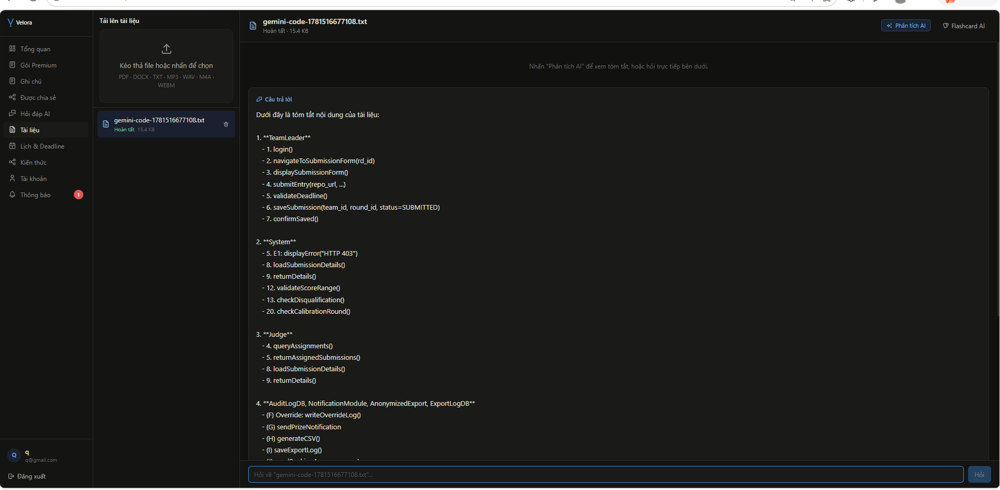 Velora
Tổng quan
Gói Premium
Ghi chú
Được chia sẻ
Hỏi đáp AI
Tài liệu
Lịch & Deadline
Kiến thức
Tài khoản
Thông báo
1
Q
q
q@gmail.com
Đăng xuất
Tải lên tài liệu
Kéo thả file hoặc nhấn để chọn
PDF · DOCX · TXT · MP3 · WAV · M4A ·
WEBM
gemini-code-1781516677108.txt
Hoàn tất 15.4 KB
gemini-code-1781516677108.txt
Hoàn tất · 15.4 KB
Phân tích AI
Flashcard AI
Nhấn "Phân tích AI" để xem tóm tắt, hoặc hỏi trực tiếp bên dưới.
Câu trả lời
Dưới đây là tóm tắt nội dung của tài liệu:
1. **TeamLeader**
- 1. login()
- 2. navigateToSubmissionForm(rd_id)
- 3. displaySubmissionForm()
- 4. submitEntry(repo_url, ...)
- 5. validateDeadline()
- 6. saveSubmission(team_id, round_id, status=SUBMITTED)
- 7. confirmSaved()
2. **System**
- 5. E1: displayError("HTTP 403")
- 8. loadSubmissionDetails()
- 9. returnDetails()
- 12. validateScoreRange()
- 13. checkDisqualification()
- 20. checkCalibrationRound()
3. **Judge**
- 4. queryAssignments()
- 5. returnAssignedSubmissions()
- 8. loadSubmissionDetails()
- 9. returnDetails()
4. **AuditLogDB, NotificationModule, AnonymizedExport, ExportLogDB**
- (F) Override: writeOverrideLog()
- (G) sendPrizeNotification
- (H) generateCSV()
- (I) saveExportLog()
Hỏi về "gemini-code-1781516677108.txt"...
Hỏi